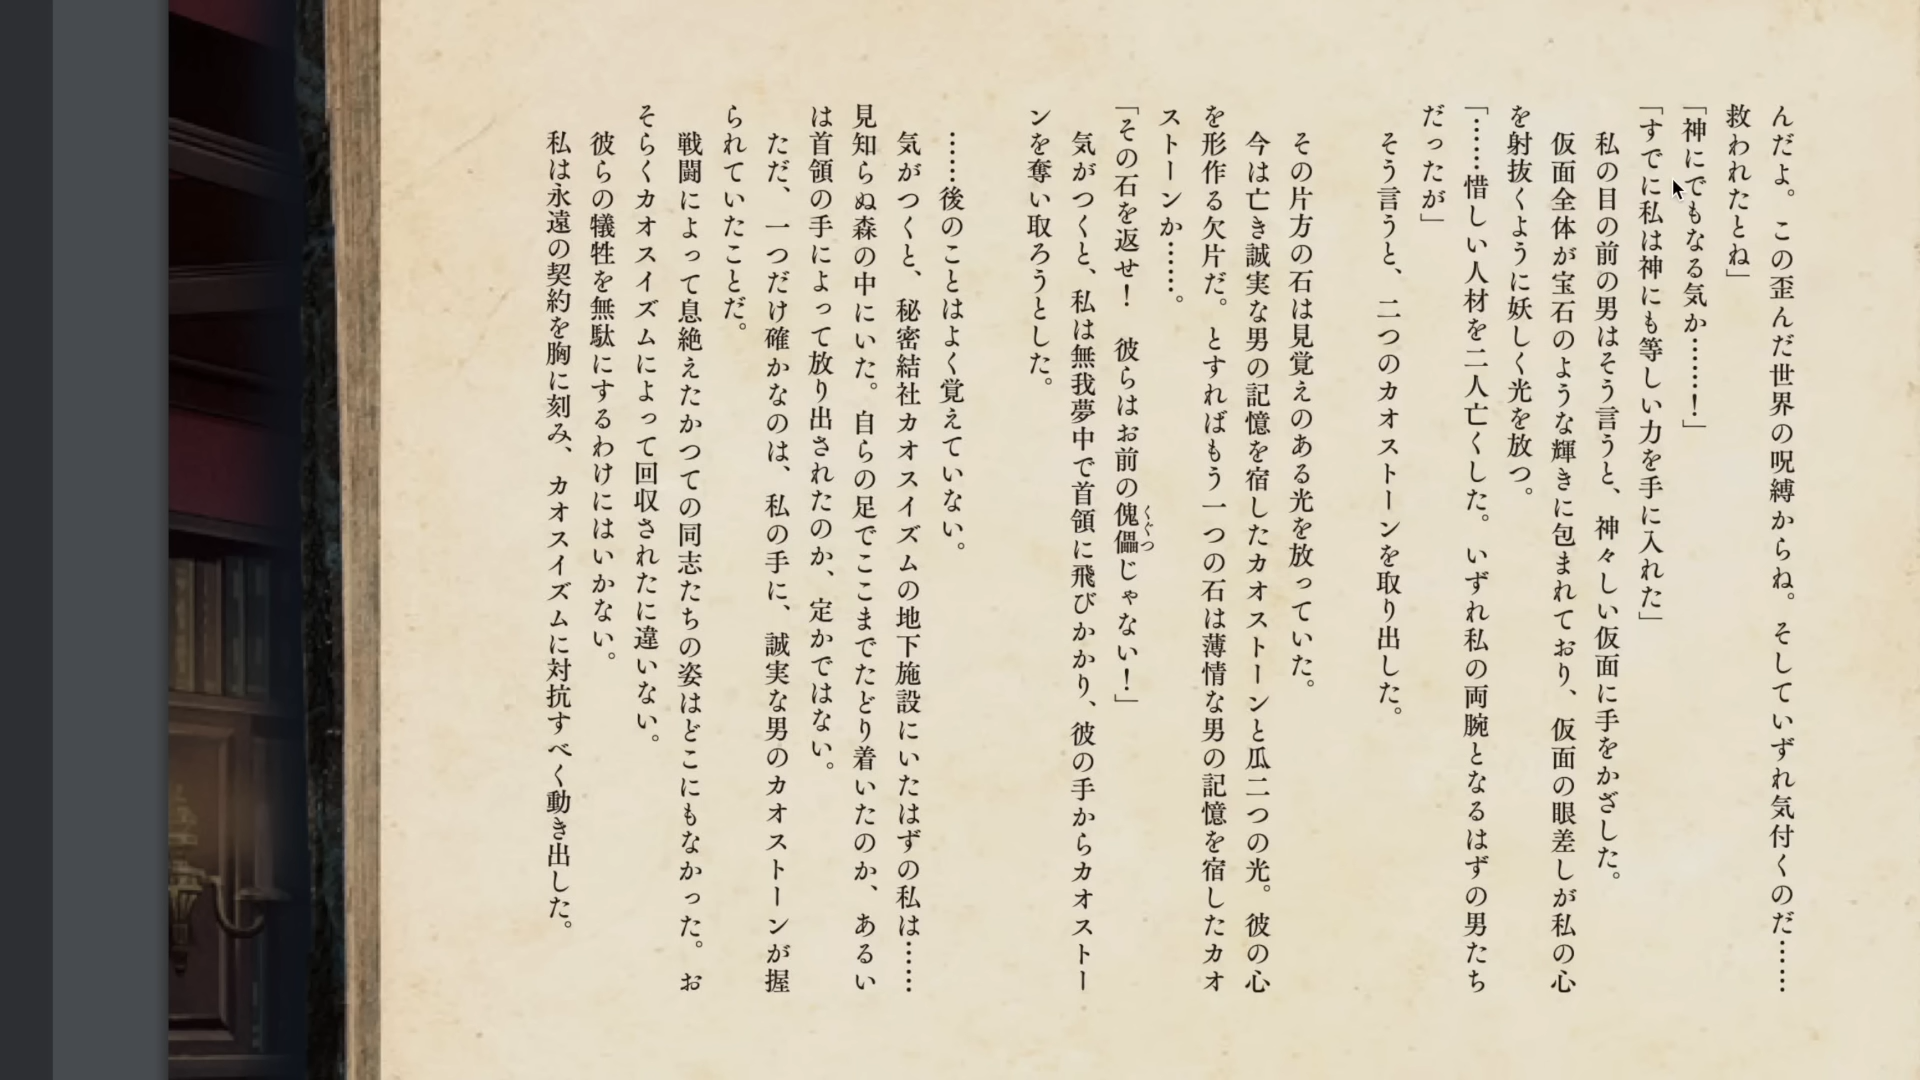 んだよ。この歪んだ世界の呪縛からね。そしていずれ気付くのだ……
救われたとね」
「神にでもなる気か……！」
「すでに私は神にも等しい力を手に入れた」
　私の目の前の男はそう言うと、神々しい仮面に手をかざした。
　仮面全体が宝石のような輝きに包まれており、仮面の眼差しが私の心
を射抜くように妖しく光を放つ。
「……惜しい人材を二人亡くした。いずれ私の両腕となるはずの男たち
だったが」
　そう言うと、二つのカオストーンを取り出した。
　その片方の石は見覚えのある光を放っていた。
　今は亡き誠実な男の記憶を宿したカオストーンと瓜二つの光。彼の心
を形作る欠片だ。とすればもう一つの石は薄情な男の記憶を宿したカオ
ストーンか……。
「その石を返せ！　彼らはお前の傀儡じゃない！」
くぐつ
　気がつくと、私は無我夢中で首領に飛びかかり、彼の手からカオストー
ンを奪い取ろうとした。
　……後のことはよく覚えていない。
　気がつくと、秘密結社カオスイズムの地下施設にいたはずの私は……
見知らぬ森の中にいた。自らの足でここまでたどり着いたのか、あるい
は首領の手によって放り出されたのか、定かではない。
　ただ、一つだけ確かなのは、私の手に、誠実な男のカオストーンが握
られていたことだ。
　戦闘によって息絶えたかつての同志たちの姿はどこにもなかった。お
そらくカオスイズムによって回収されたに違いない。
　彼らの犠牲を無駄にするわけにはいかない。
　私は永遠の契約を胸に刻み、カオスイズムに対抗すべく動き出した。